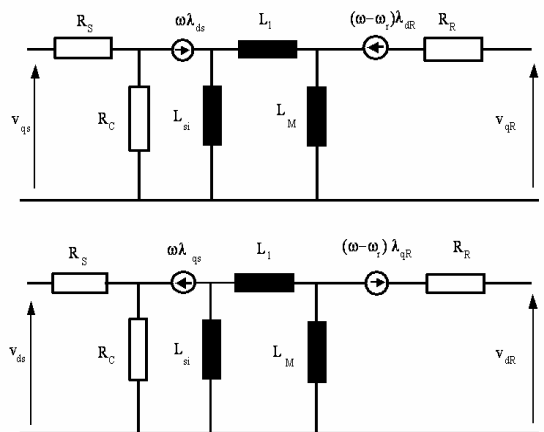 R_S ωλ_ds L_1 (ω−ω_r)λ_dR R_R
v_qs R_C L_si L_M v_qR
R_S ωλ_qs L_1 (ω−ω_r) λ_qR R_R
v_ds R_C L_si L_M v_dR